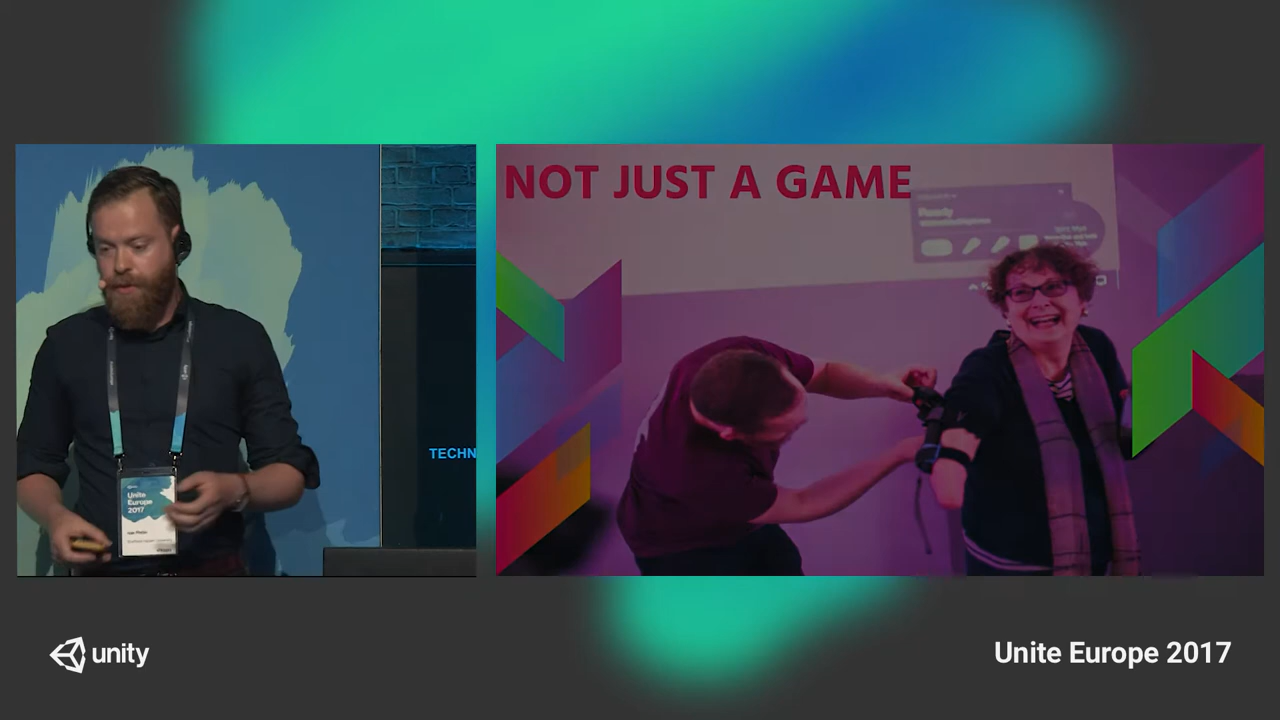 NOT JUST A GAME
Ready
TECHN
Unite
Europe
2017
unity
Unite Europe 2017